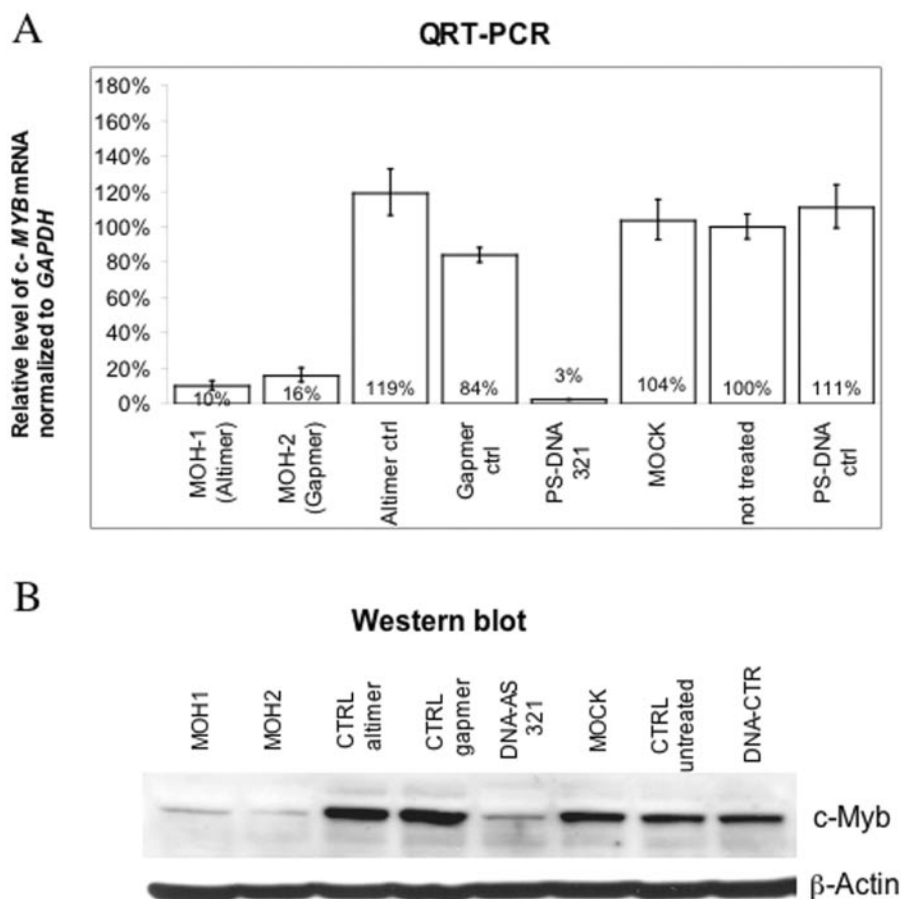 A
QRT-PCR
Relative level of c- MYBmRNA
normalized to GAPDH
180%
160%
140%
120%
100%
80%
60%
40%
20%
0%
10%
16%
119%
84%
3%
104%
100%
111%
MOH-1
(Altimer)
MOH-2
(Gapmer)
Altimer ctrl
Gapmer
ctrl
PS-DNA
321
MOCK
not treated
PS-DNA
ctrl
B
Western blot
MOH1
MOH2
CTRL
altimer
CTRL
gapmer
DNA-AS
321
MOCK
CTRL
untreated
DNA-CTR
c-Myb
β-Actin